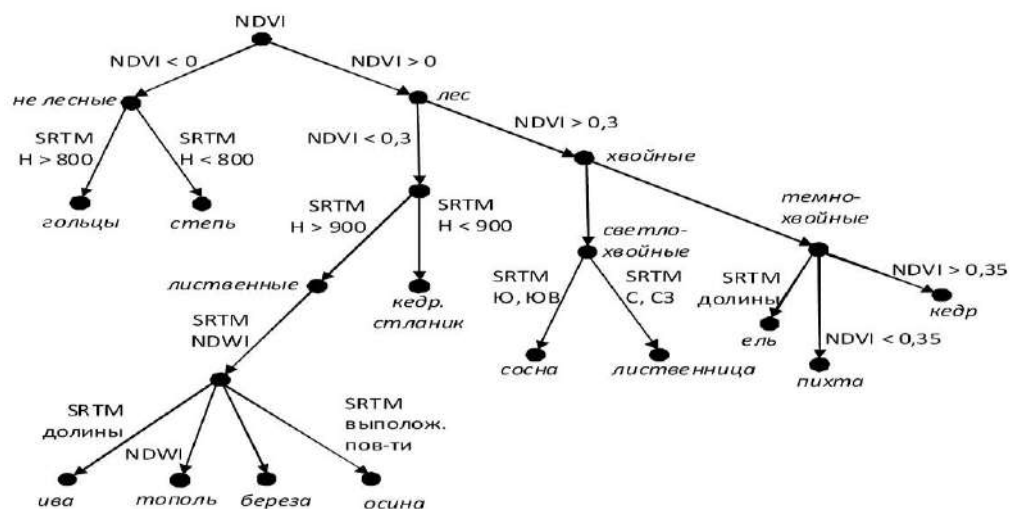 NDVI
NDVI < 0
NDVI > 0
не лесные
лес
NDVI < 0,3
NDVI > 0,3
SRTM
H > 800
SRTM
H < 800
хвойные
гольцы
степь
SRTM
H > 900
SRTM
H < 900
светло-
хвойные
темно-
хвойные
лиственные
кедр.
стланик
SRTM
Ю, ЮВ
SRTM
С, СЗ
SRTM
долины
NDVI > 0,35
кедр
ель
NDVI < 0,35
SRTM
NDWI
сосна
лиственница
пихта
SRTM
долины
NDWI
SRTM
выполож.
пов-ти
ива
тополь
береза
осина